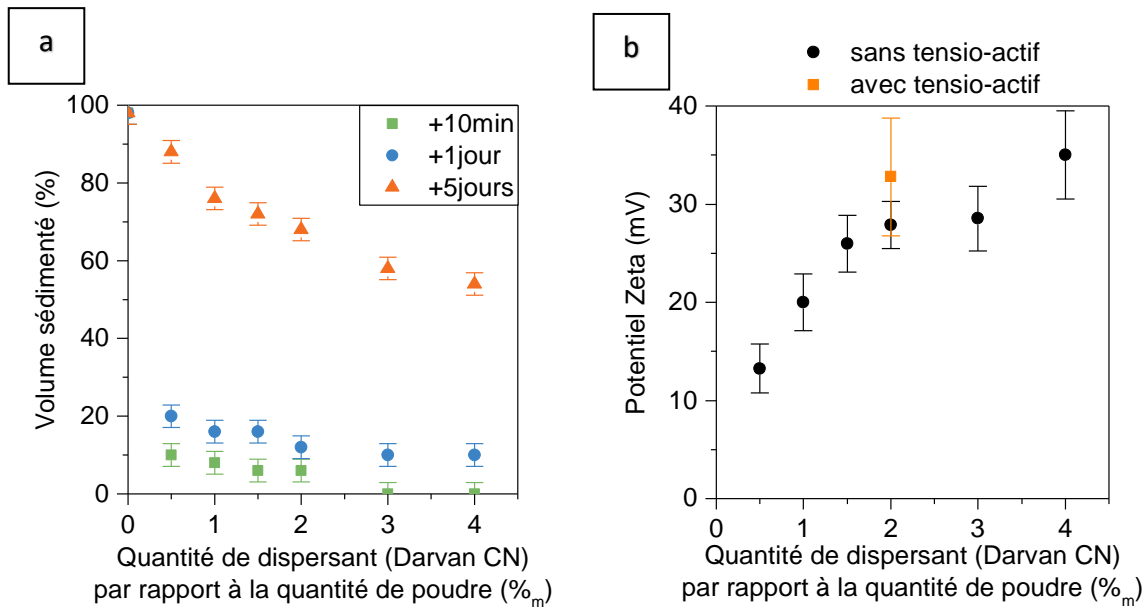 a
100
80
60
40
20
0
Volume sédimenté (%)
+10min
+1jour
+5jours
0 1 2 3 4
Quantité de dispersant (Darvan CN)
par rapport à la quantité de poudre (%m)
b
sans tensio-actif
avec tensio-actif
40
30
20
10
0
Potentiel Zeta (mV)
0 1 2 3 4
Quantité de dispersant (Darvan CN)
par rapport à la quantité de poudre (%m)